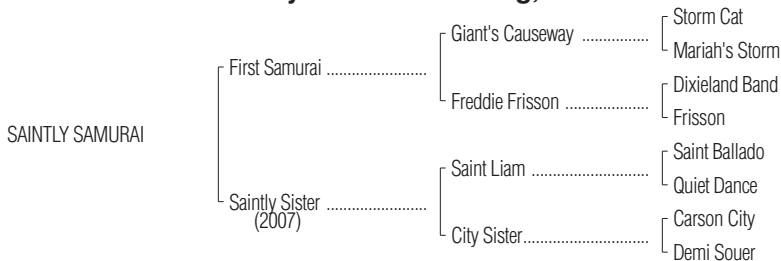 Storm Cat
Giant's Causeway ................
Mariah's Storm
First Samurai ........................
Dixieland Band
Freddie Frisson ....................
Frisson
SAINTLY SAMURAI
Saint Ballado
Saint Liam ............................
Quiet Dance
Saintly Sister ........................
(2007)
Carson City
City Sister..............................
Demi Souer